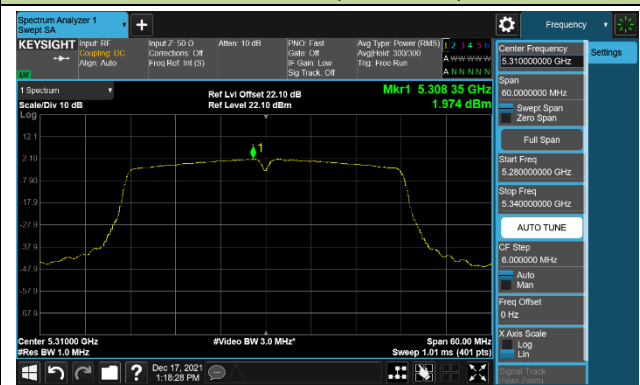 Spectrum Analyzer 1
Swept SA
+
Frequency
KEYSIGHT
Input: RF
Coupling: DC
Align: Auto
Input Z: 50 Ω
Corrections: Off
Freq Ref: Int (S)
Atten: 10 dB
PNO: Fast
Gate: Off
IF Gain: Low
Sig Track: Off
Avg Type: Power (RMS)
Avg|Hold: 300/300
Trig: Free Run
1 2 3 4 5 6
A W W W W W
A N N N N N
Center Frequency
5.310000000 GHz
Settings
Span
60.0000000 MHz
Swept Span
Zero Span
Full Span
Start Freq
5.280000000 GHz
Stop Freq
5.340000000 GHz
AUTO TUNE
CF Step
6.000000 MHz
Auto
Man
Freq Offset
0 Hz
X Axis Scale
Log
Lin
Signal Track
(Span Zoom)
1 Spectrum
Scale/Div 10 dB
Log
Ref Lvl Offset 22.10 dB
Ref Level 22.10 dBm
Mkr1 5.308 35 GHz
1.974 dBm
12.1
2.10
-7.90
-17.9
-27.9
-37.9
-47.9
-57.9
-67.9
1
Center 5.31000 GHz
#Res BW 1.0 MHz
#Video BW 3.0 MHz*
Span 60.00 MHz
Sweep 1.01 ms (401 pts)
?
Dec 17, 2021
1:18:28 PM